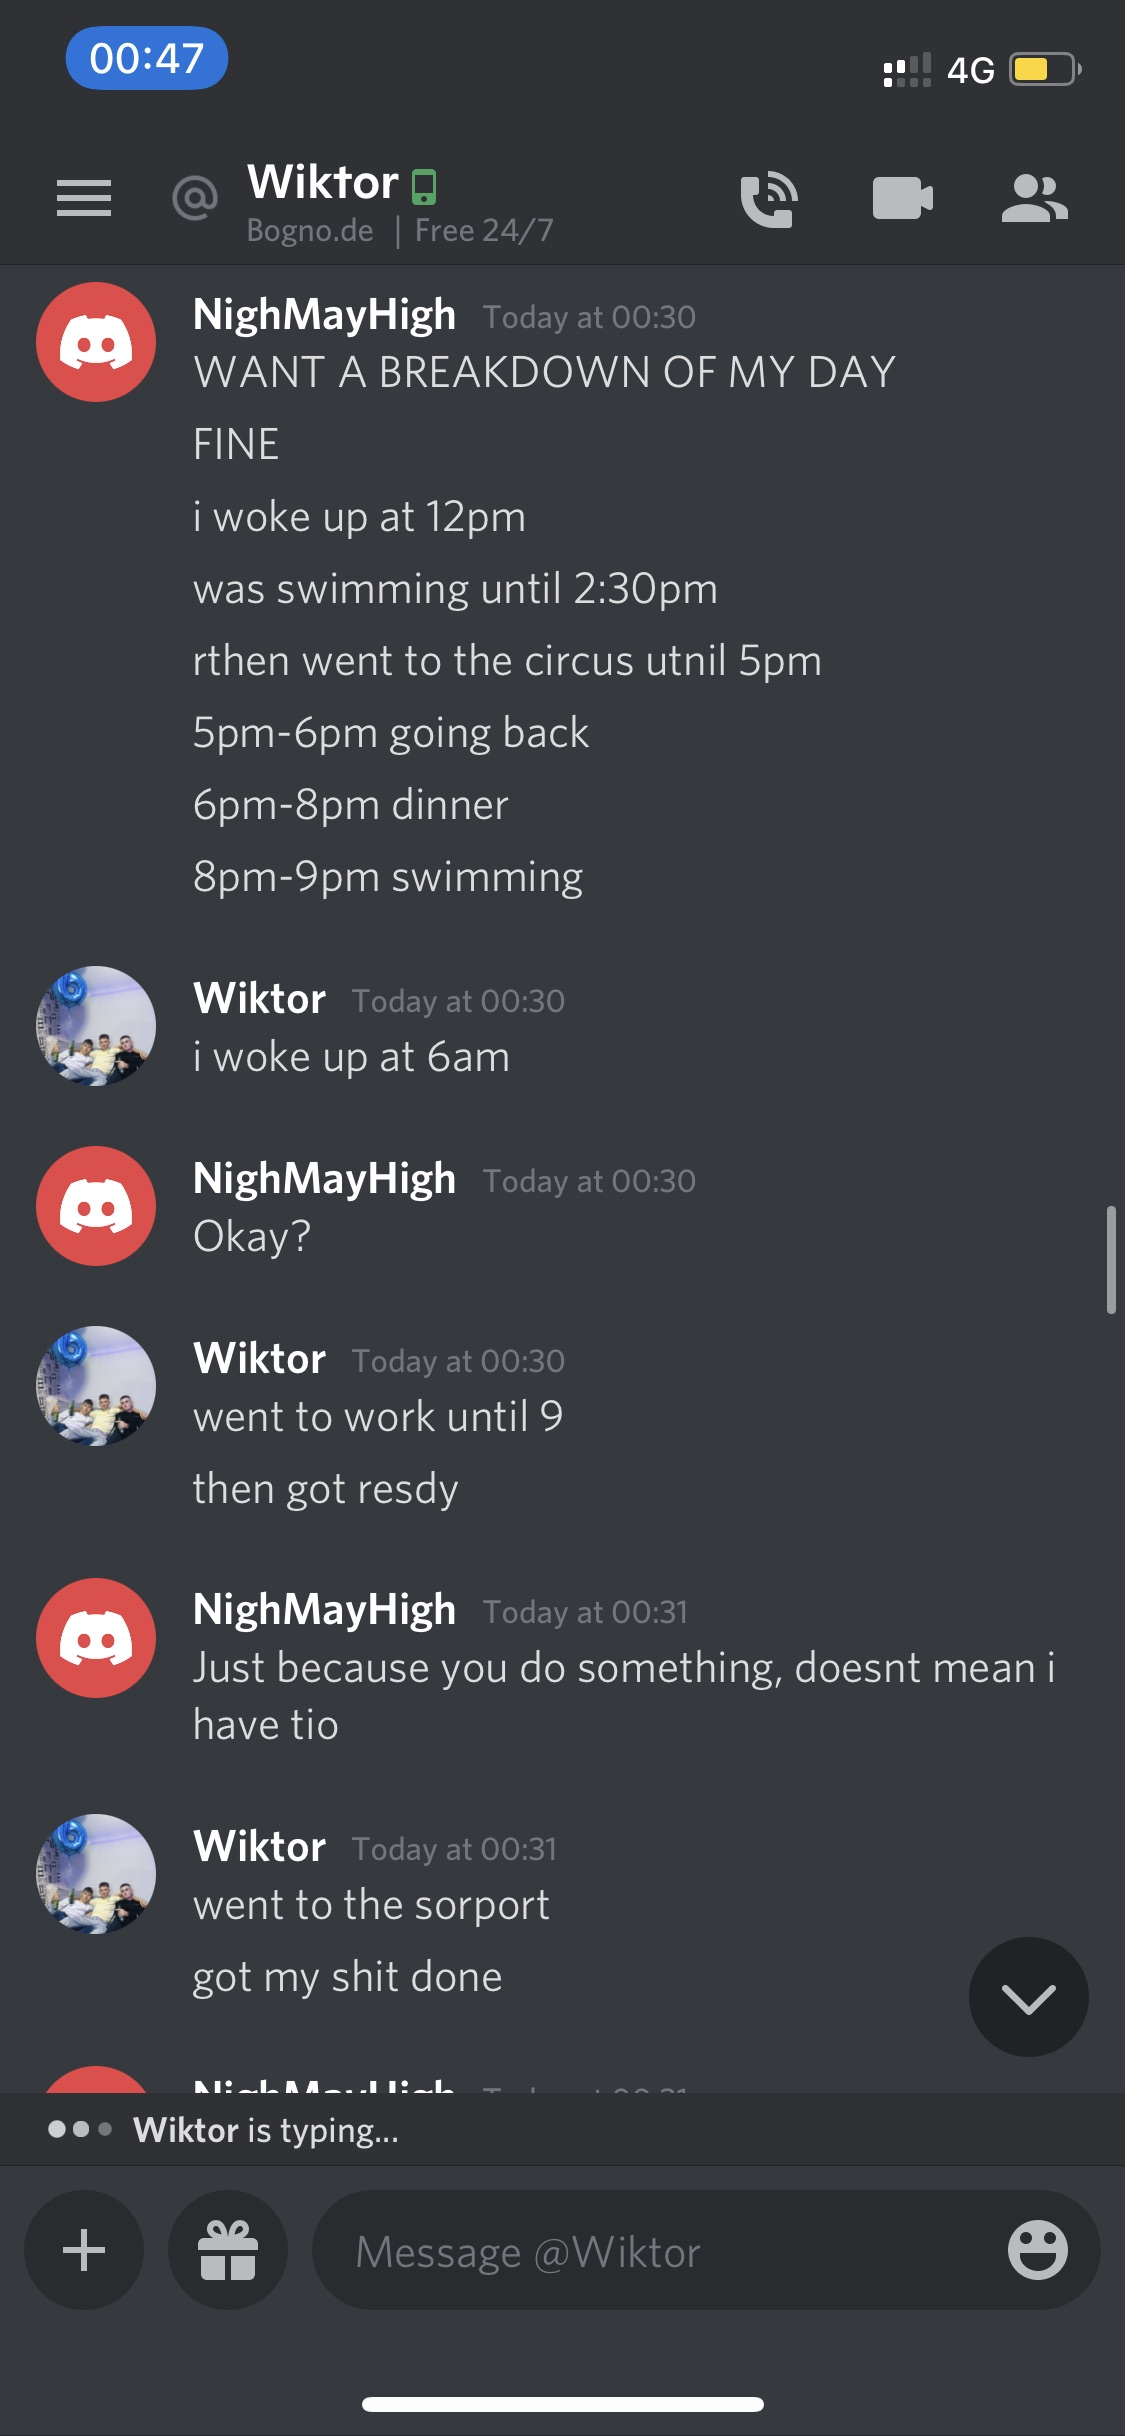 00:47
4G
Wiktor
Bogno.de | Free 24/7
NighMayHigh Today at 00:30
WANT A BREAKDOWN OF MY DAY
FINE
i woke up at 12pm
was swimming until 2:30pm
rthen went to the circus utnil 5pm
5pm-6pm going back
6pm-8pm dinner
8pm-9pm swimming
Wiktor Today at 00:30
i woke up at 6am
NighMayHigh Today at 00:30
Okay?
Wiktor Today at 00:30
went to work until 9
then got resdy
NighMayHigh Today at 00:31
Just because you do something, doesnt mean i
have tio
Wiktor Today at 00:31
went to the sorport
got my shit done
NighMayHigh Today at 00:31
Wiktor is typing...
Message @Wiktor